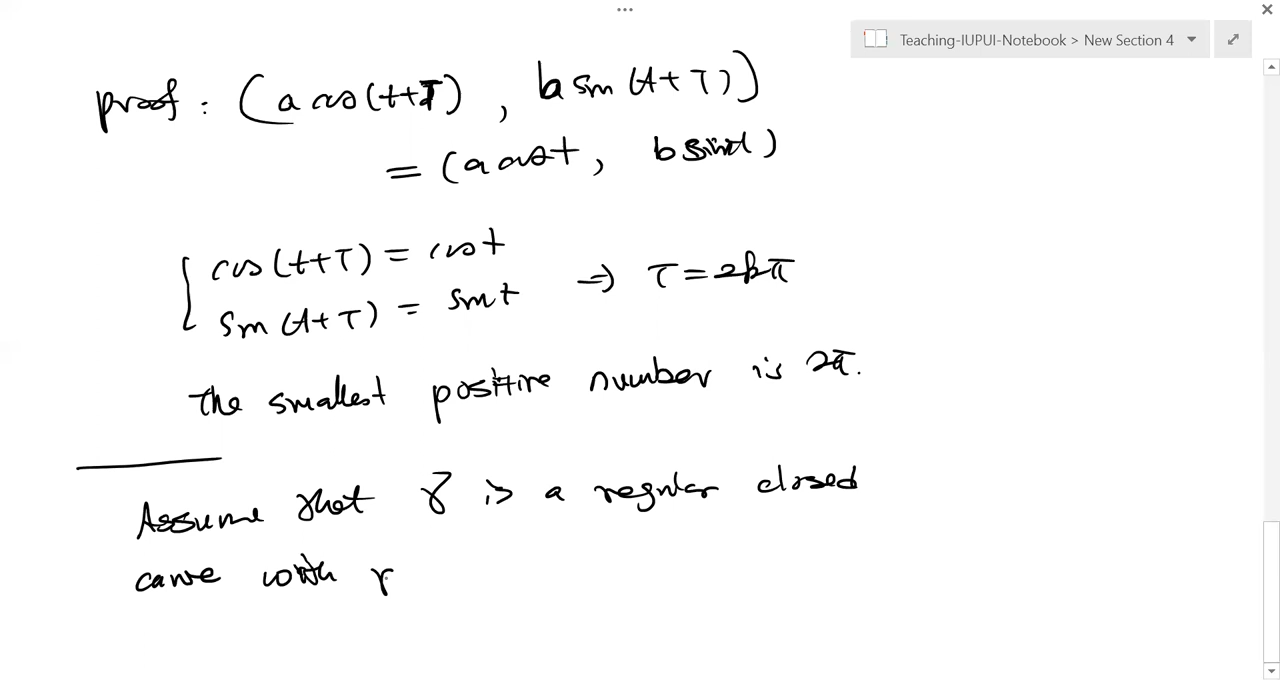 Teaching-IUPUI-Notebook > New Section 4
proof : (a cos(t+T), b sin(t+T))
= (a cos t, b sin t)
cos(t+T) = cos t
sin(t+T) = sin t ⇒ T = 2kπ
the smallest positive number is 2π.
Assume that γ is a regular closed
curve with